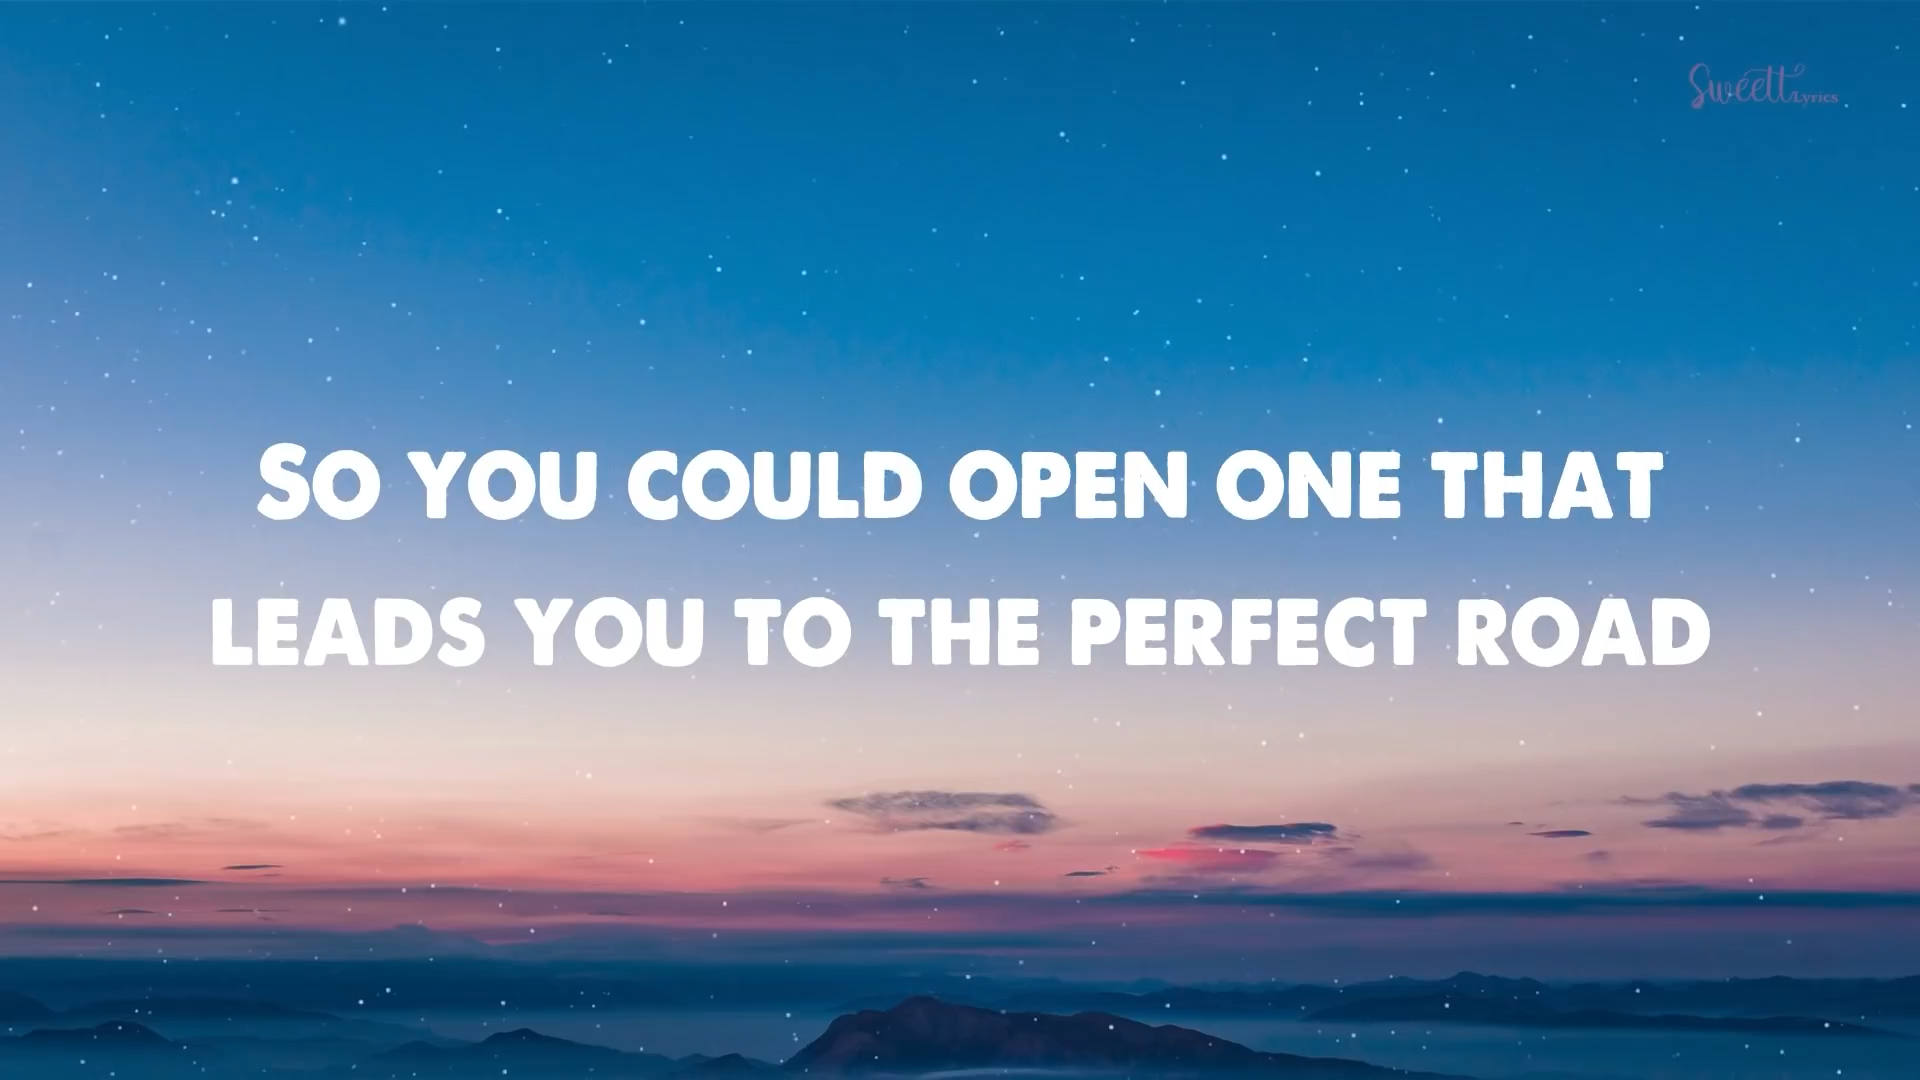 Sweett Lyrics
SO YOU COULD OPEN ONE THAT
LEADS YOU TO THE PERFECT ROAD